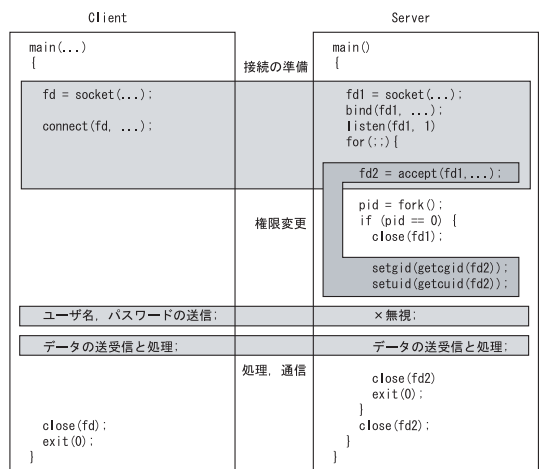 Client
main(...)
{
fd = socket(...);
connect(fd, ...);
ユーザ名, パスワードの送信;
データの送受信と処理;
close(fd);
exit(0);
}
接続の準備
権限変更
処理, 通信
Server
main()
{
fd1 = socket(...);
bind(fd1, ...);
listen(fd1, 1)
for(;;){
fd2 = accept(fd1,...);
pid = fork();
if (pid == 0) {
close(fd1);
setgid(getcgid(fd2));
setuid(getcuid(fd2));
×無視;
データの送受信と処理;
close(fd2)
exit(0);
}
close(fd2);
}
}